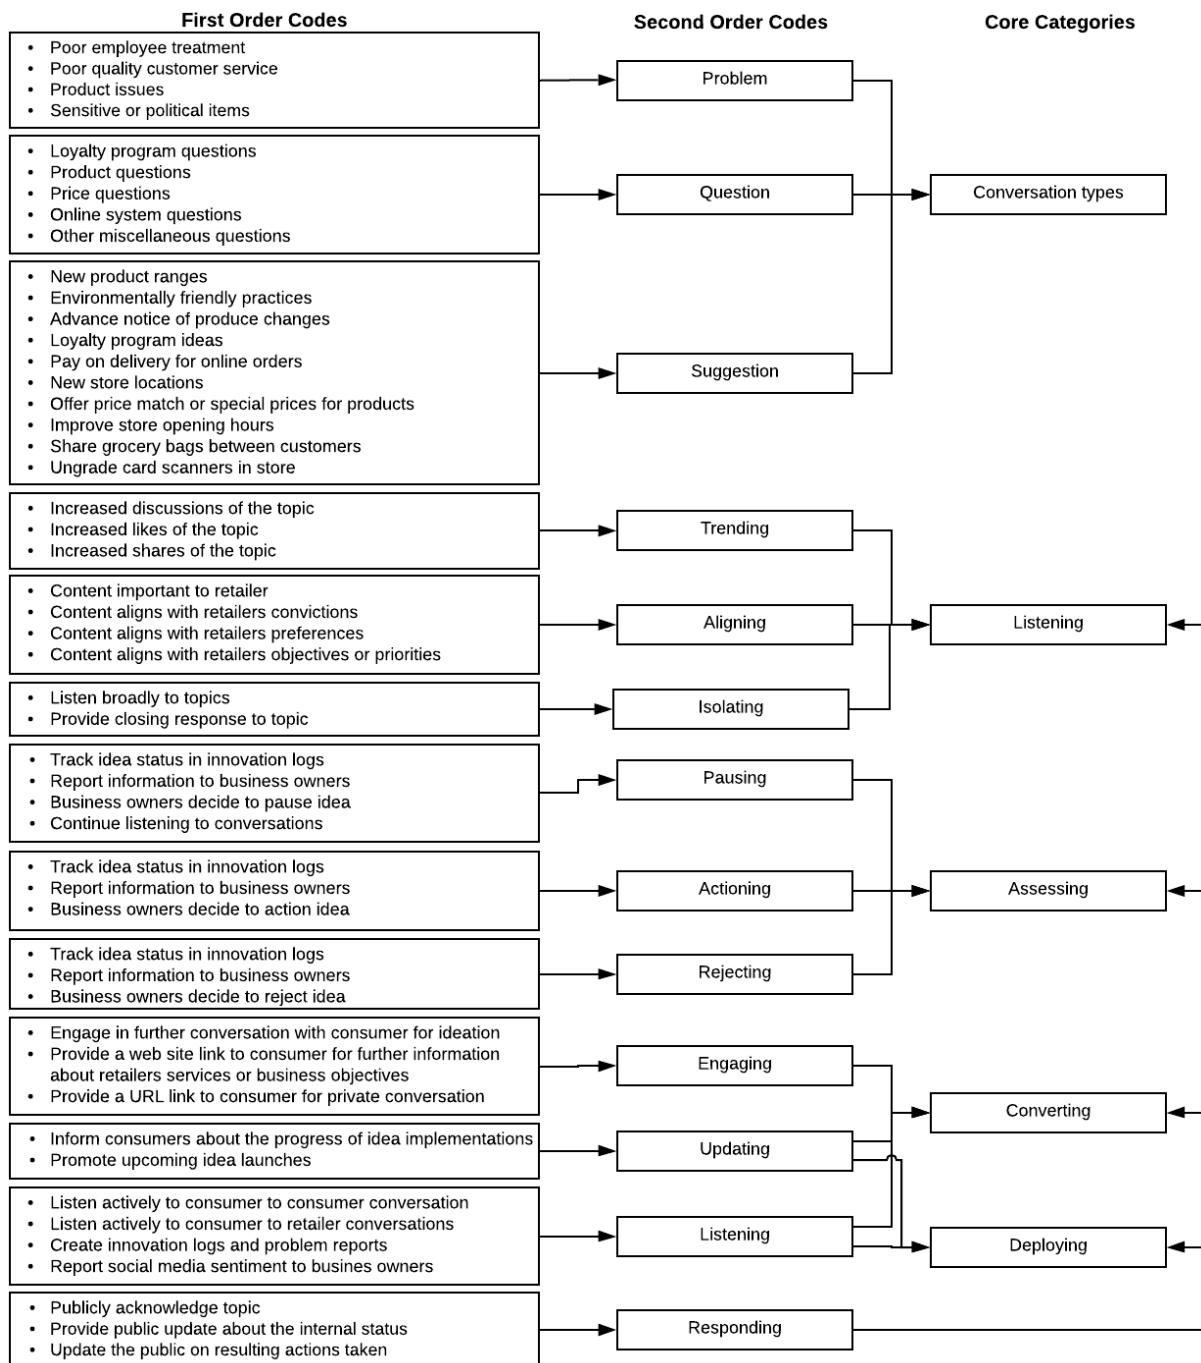 First Order Codes
Second Order Codes
Core Categories
• Poor employee treatment
• Poor quality customer service
• Product issues
• Sensitive or political items
Problem
• Loyalty program questions
• Product questions
• Price questions
• Online system questions
• Other miscellaneous questions
Question
Conversation types
• New product ranges
• Environmentally friendly practices
• Advance notice of produce changes
• Loyalty program ideas
• Pay on delivery for online orders
• New store locations
• Offer price match or special prices for products
• Improve store opening hours
• Share grocery bags between customers
• Ungrade card scanners in store
Suggestion
• Increased discussions of the topic
• Increased likes of the topic
• Increased shares of the topic
Trending
• Content important to retailer
• Content aligns with retailers convictions
• Content aligns with retailers preferences
• Content aligns with retailers objectives or priorities
Aligning
Listening
• Listen broadly to topics
• Provide closing response to topic
Isolating
• Track idea status in innovation logs
• Report information to business owners
• Business owners decide to pause idea
• Continue listening to conversations
Pausing
• Track idea status in innovation logs
• Report information to business owners
• Business owners decide to action idea
Actioning
Assessing
• Track idea status in innovation logs
• Report information to business owners
• Business owners decide to reject idea
Rejecting
• Engage in further conversation with consumer for ideation
• Provide a web site link to consumer for further information
about retailers services or business objectives
• Provide a URL link to consumer for private conversation
Engaging
Converting
• Inform consumers about the progress of idea implementations
• Promote upcoming idea launches
Updating
• Listen actively to consumer to consumer conversation
• Listen actively to consumer to retailer conversations
• Create innovation logs and problem reports
• Report social media sentiment to busines owners
Listening
Deploying
• Publicly acknowledge topic
• Provide public update about the internal status
• Update the public on resulting actions taken
Responding